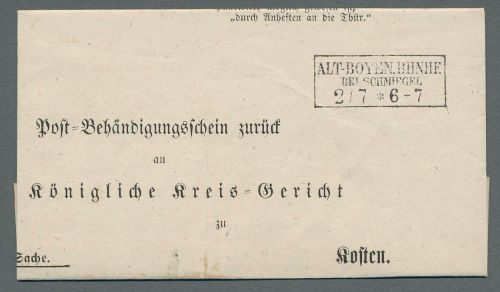 „durch Anheften an die Thür."
ALT-BOYEN.BHNHF.
BEI SCHMIEGEL
2/7 * 6-7
Post-Behändigungsschein zurück
an
Königliche Kreis-Gericht
zu
Kosten.
Sache.